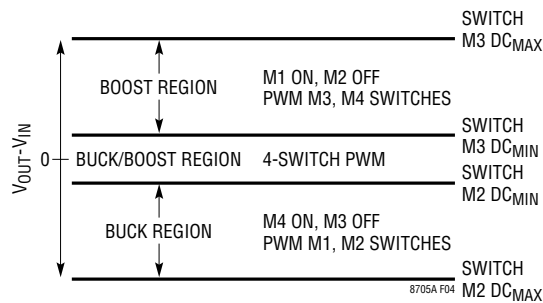 SWITCH
M3 DCMAX
BOOST REGION
M1 ON, M2 OFF
PWM M3, M4 SWITCHES
SWITCH
M3 DCMIN
VOUT-VIN
0
BUCK/BOOST REGION
4-SWITCH PWM
SWITCH
M2 DCMIN
BUCK REGION
M4 ON, M3 OFF
PWM M1, M2 SWITCHES
SWITCH
M2 DCMAX
8705A F04